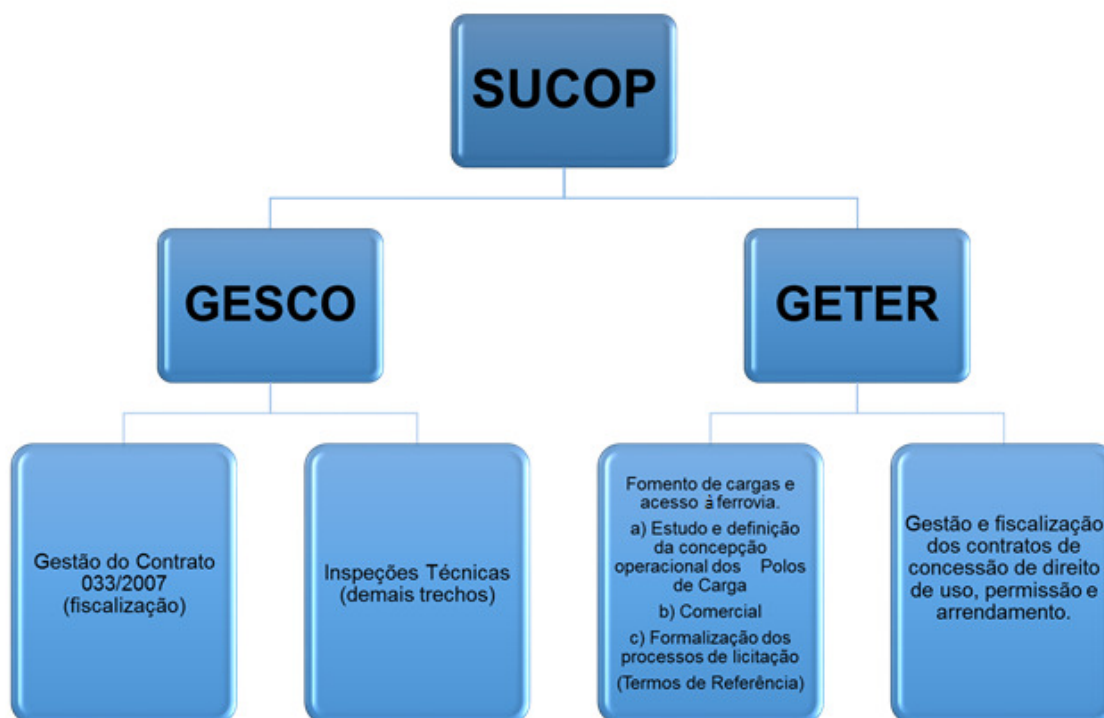 SUCOP
GESCO
GETER
Gestão do Contrato
033/2007
(fiscalização)
Inspeções Técnicas
(demais trechos)
Fomento de cargas e
acesso à ferrovia.
a) Estudo e definição
da concepção
operacional dos Polos
de Carga
b) Comercial
c) Formalização dos
processos de licitação
(Termos de Referência)
Gestão e fiscalização
dos contratos de
concessão de direito
de uso, permissão e
arrendamento.